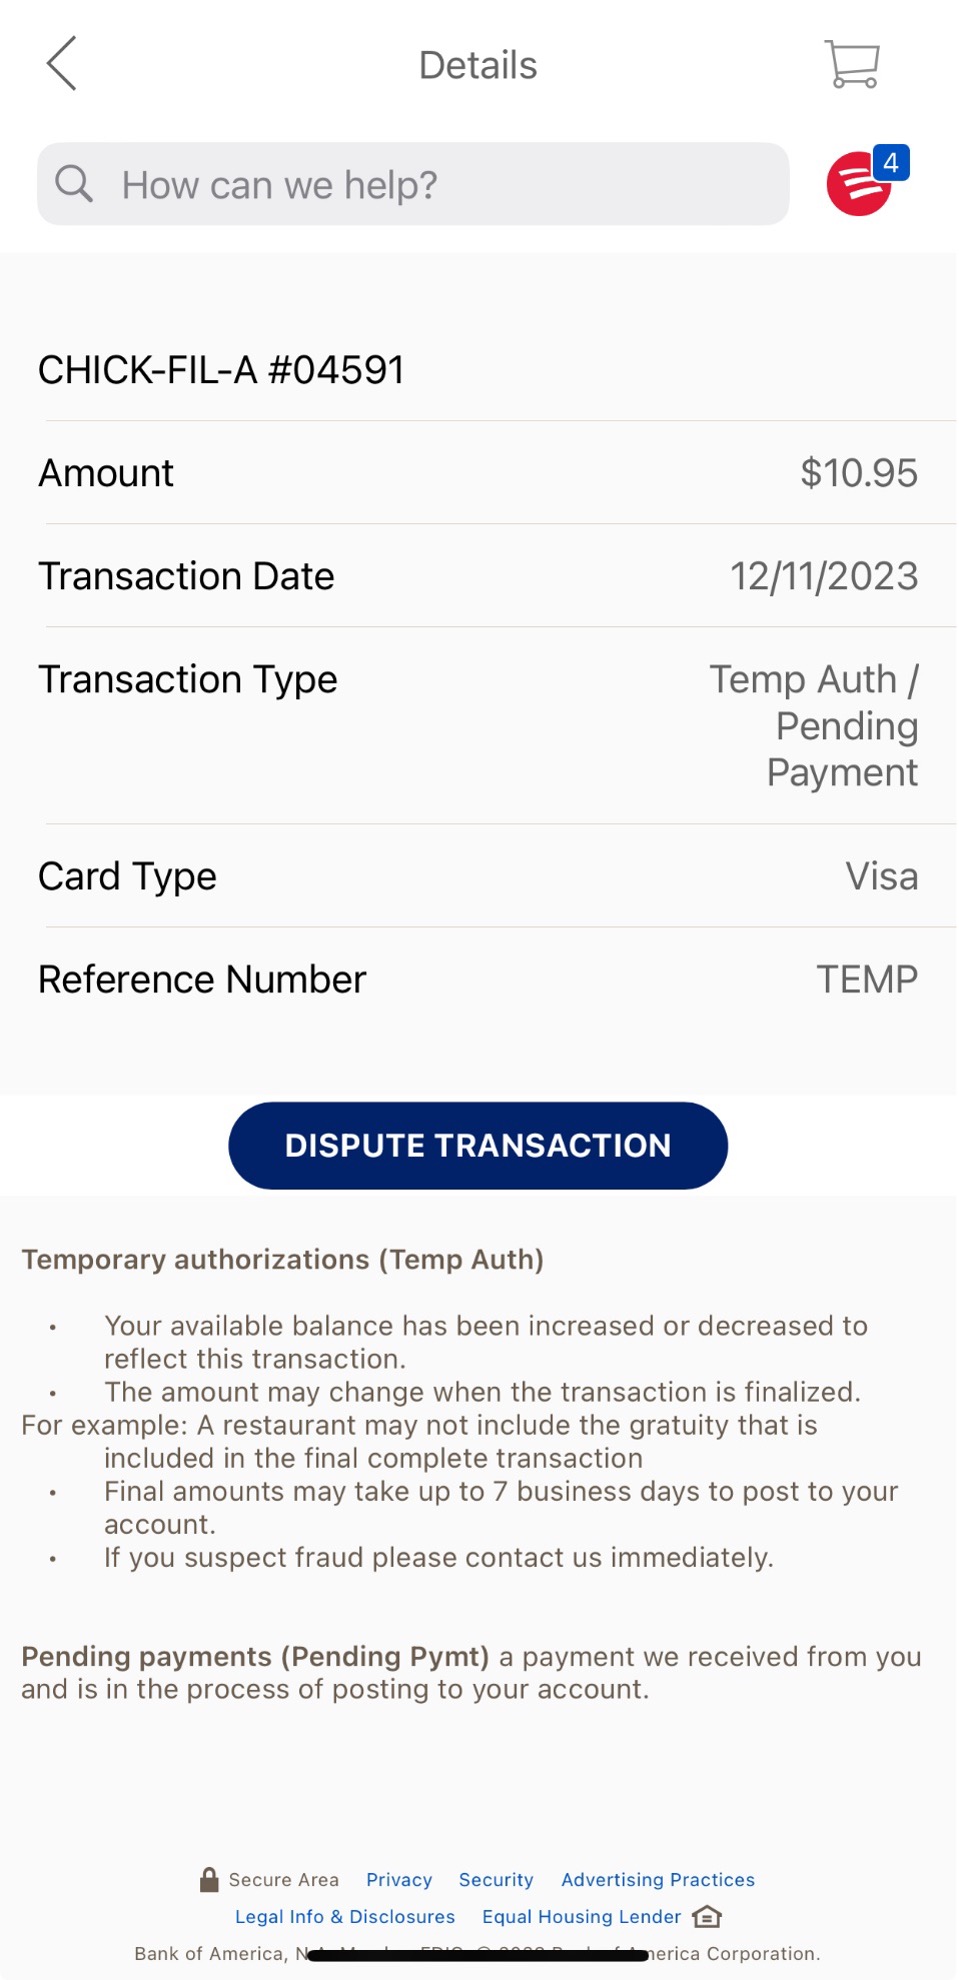 Details
How can we help?
4
CHICK-FIL-A #04591
Amount $10.95
Transaction Date 12/11/2023
Transaction Type Temp Auth /
Pending
Payment
Card Type Visa
Reference Number TEMP
DISPUTE TRANSACTION
Temporary authorizations (Temp Auth)
• Your available balance has been increased or decreased to
reflect this transaction.
• The amount may change when the transaction is finalized.
For example: A restaurant may not include the gratuity that is
included in the final complete transaction
• Final amounts may take up to 7 business days to post to your
account.
• If you suspect fraud please contact us immediately.
Pending payments (Pending Pymt) a payment we received from you
and is in the process of posting to your account.
Secure Area Privacy Security Advertising Practices
Legal Info & Disclosures Equal Housing Lender
Bank of America, Corporation.